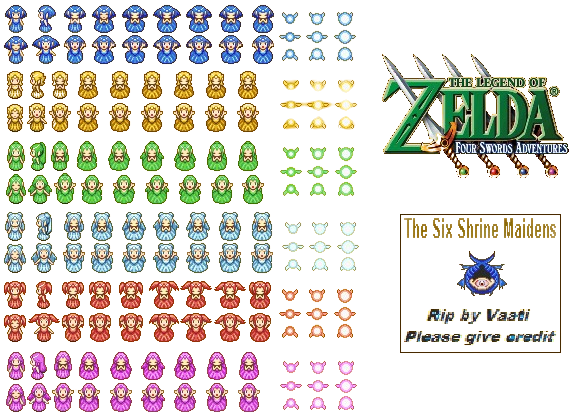 THE LEGEND OF
ZELDA®
FOUR SWORDS ADVENTURES
The Six Shrine Maidens
Rip by Vaati
Please give credit